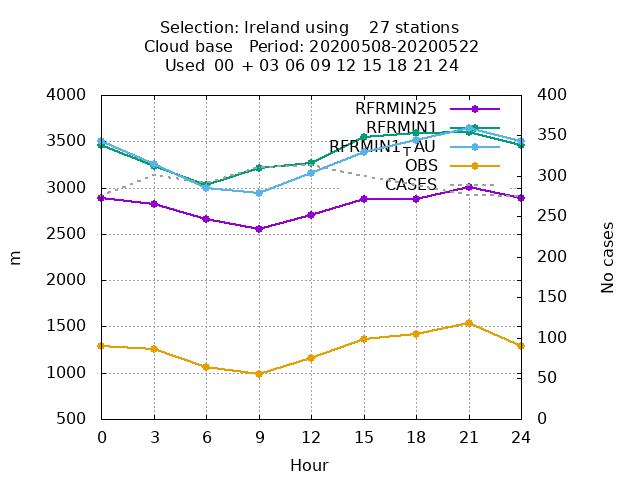 Selection: Ireland using    27 stations
Cloud base   Period: 20200508-20200522
Used  00 + 03 06 09 12 15 18 21 24
4000
3500
3000
2500
2000
1500
1000
500
m
RFRMIN25
RFRMIN1
RFRMIN1+AU
OBS
CASES
400
350
300
250
200
150
100
50
0
No cases
0 3 6 9 12 15 18 21 24
Hour